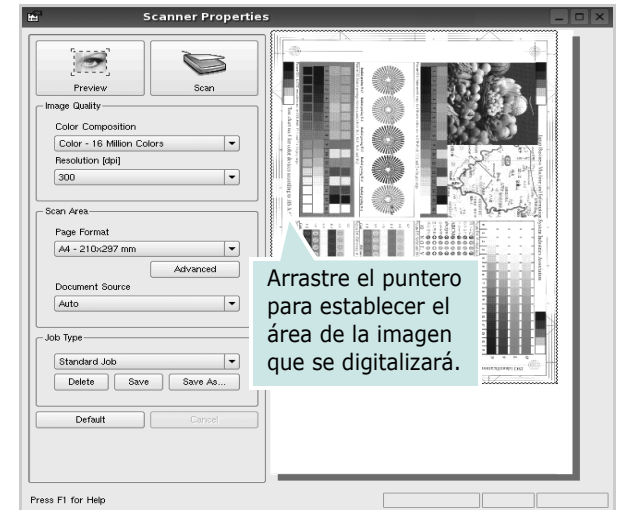 Scanner Properties
Preview
Scan
Image Quality
Color Composition
Color - 16 Million Colors
Resolution [dpi]
300
Scan Area
Page Format
A4 - 210x297 mm
Advanced
Document Source
Auto
Job Type
Standard Job
Delete
Save
Save As...
Default
Cancel
Arrastre el puntero
para establecer el
área de la imagen
que se digitalizará.
Press F1 for Help